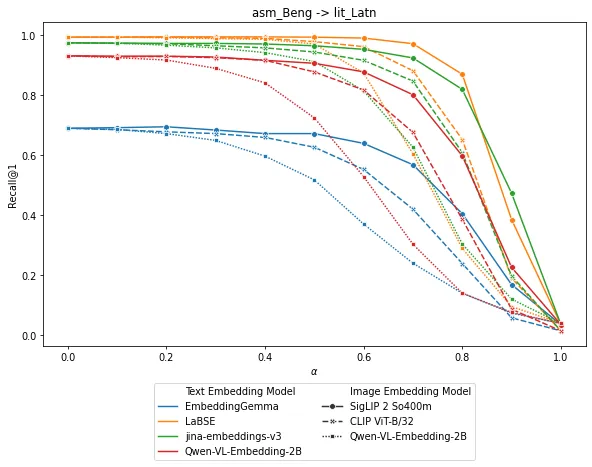 asm_Beng -> lit_Latn
1.0
0.8
0.6
0.4
0.2
0.0
Recall@1
0.0 0.2 0.4 0.6 0.8 1.0
α
Text Embedding Model Image Embedding Model
EmbeddingGemma SigLIP 2 So400m
LaBSE CLIP ViT-B/32
jina-embeddings-v3 Qwen-VL-Embedding-2B
Qwen-VL-Embedding-2B